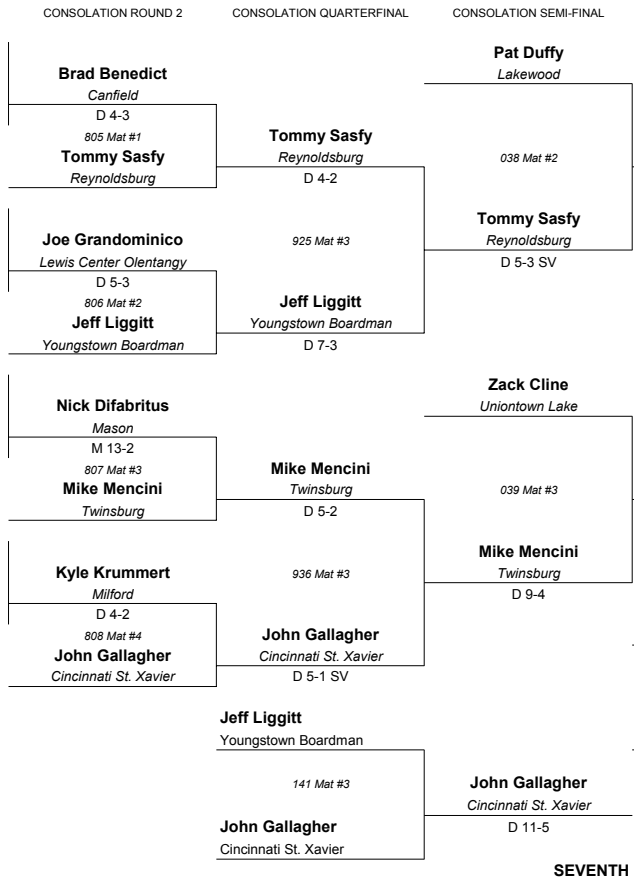 CONSOLATION ROUND 2
CONSOLATION QUARTERFINAL
CONSOLATION SEMI-FINAL
Brad Benedict
Canfield
D 4-3
805 Mat #1
Tommy Sasfy
Reynoldsburg
Joe Grandominico
Lewis Center Olentangy
D 5-3
806 Mat #2
Jeff Liggitt
Youngstown Boardman
Nick Difabritus
Mason
M 13-2
807 Mat #3
Mike Mencini
Twinsburg
Kyle Krummert
Milford
D 4-2
808 Mat #4
John Gallagher
Cincinnati St. Xavier
Tommy Sasfy
Reynoldsburg
D 4-2
925 Mat #3
Jeff Liggitt
Youngstown Boardman
D 7-3
Mike Mencini
Twinsburg
D 5-2
936 Mat #3
John Gallagher
Cincinnati St. Xavier
D 5-1 SV
Pat Duffy
Lakewood
038 Mat #2
Tommy Sasfy
Reynoldsburg
D 5-3 SV
Zack Cline
Uniontown Lake
039 Mat #3
Mike Mencini
Twinsburg
D 9-4
Jeff Liggitt
Youngstown Boardman
141 Mat #3
John Gallagher
Cincinnati St. Xavier
John Gallagher
Cincinnati St. Xavier
D 11-5
SEVENTH